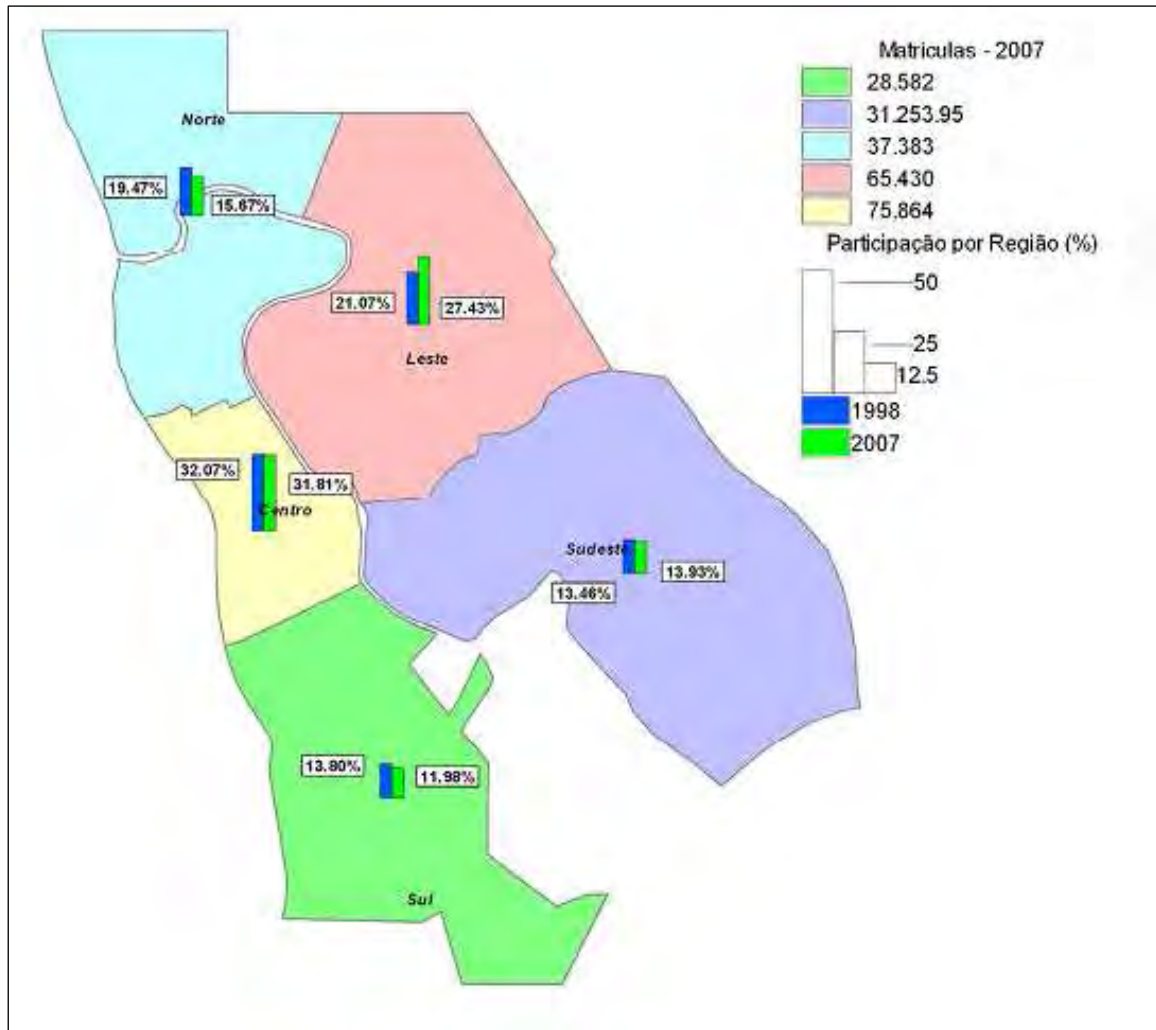 Matriculas - 2007
28.582
31.253.95
37.383
65.430
75.864
Participação por Região (%)
50
25
12.5
1998
2007
Norte
19.47%
15.67%
21.07%
27.43%
Leste
32.07%
31.81%
Centro
Sudeste
13.93%
13.46%
13.80%
11.98%
Sul